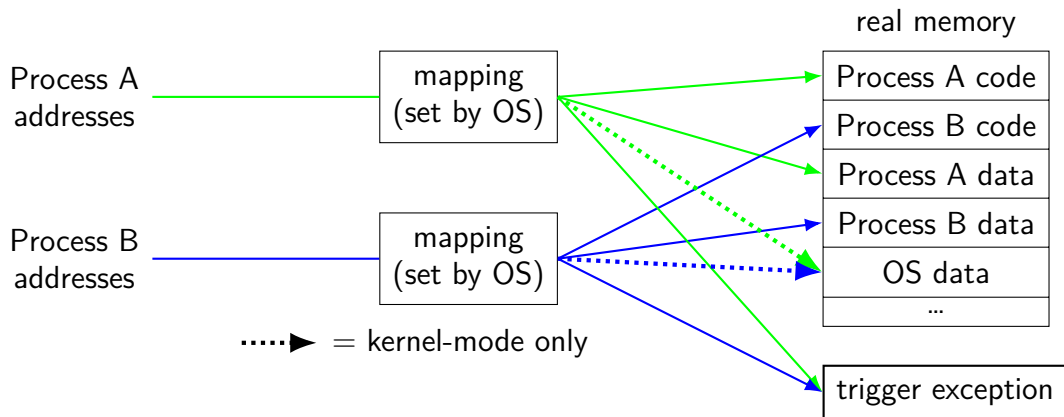 real memory
Process A
addresses
mapping
(set by OS)
Process A code
Process B code
Process A data
Process B data
OS data
...
Process B
addresses
mapping
(set by OS)
= kernel-mode only
trigger exception